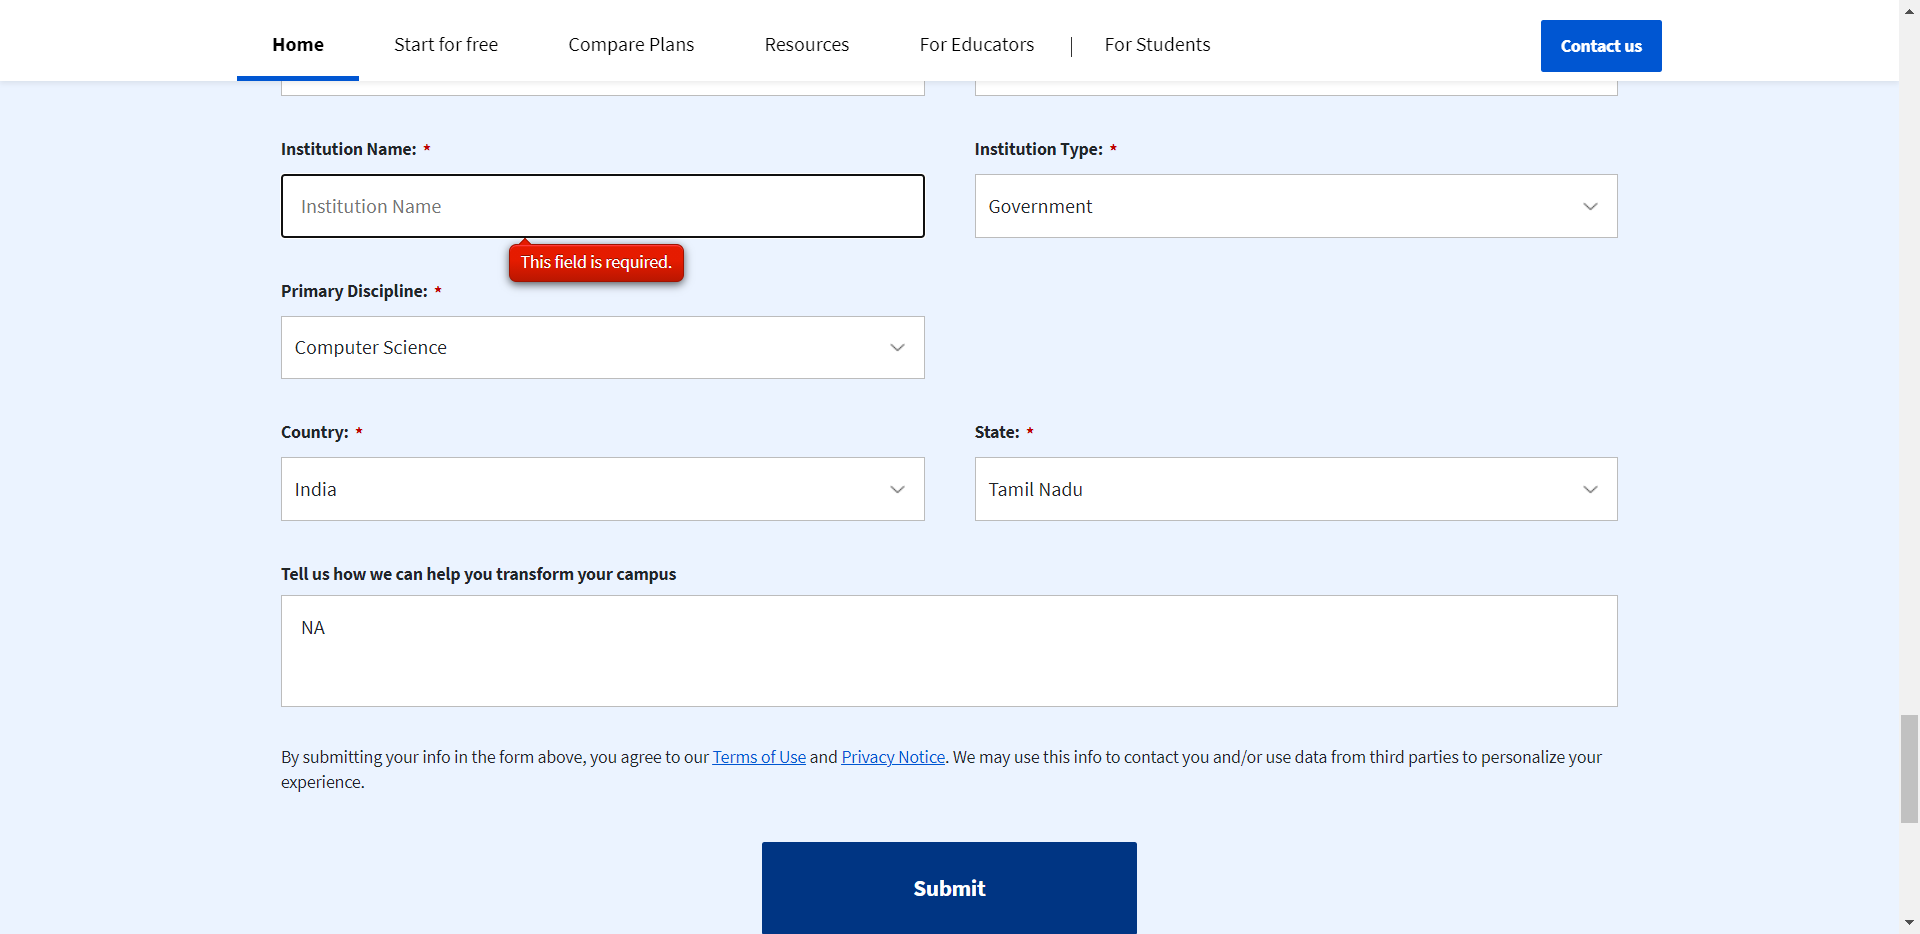 Home Start for free Compare Plans Resources For Educators | For Students Contact us
Institution Name: * Institution Type: *
Institution Name Government
This field is required.
Primary Discipline: *
Computer Science
Country: * State: *
India Tamil Nadu
Tell us how we can help you transform your campus
NA
By submitting your info in the form above, you agree to our Terms of Use and Privacy Notice. We may use this info to contact you and/or use data from third parties to personalize your
experience.
Submit